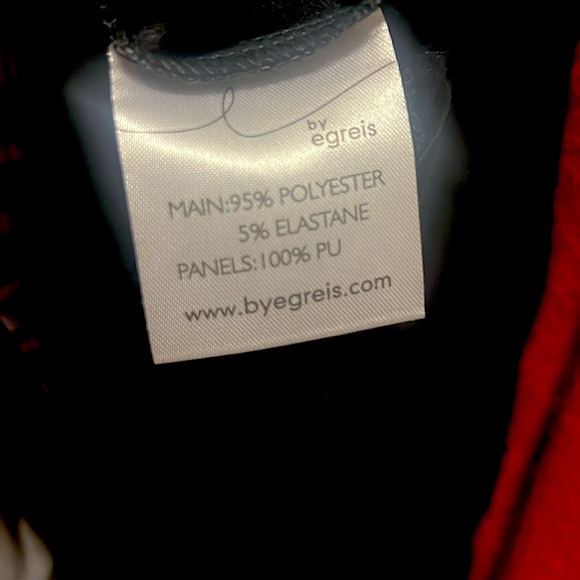 by
egreis
MAIN:95% POLYESTER
5% ELASTANE
PANELS:100% PU
www.byegreis.com